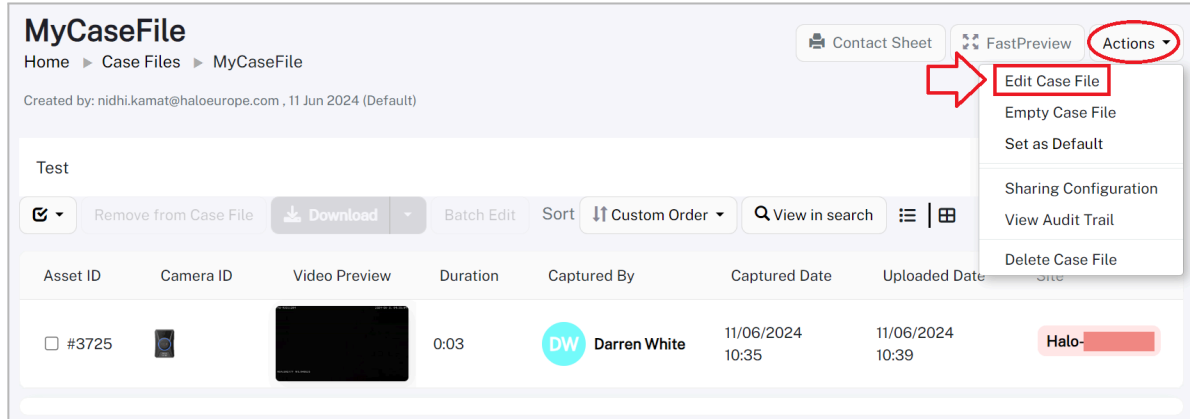 MyCaseFile
Home ▶ Case Files ▶ MyCaseFile
Contact Sheet
FastPreview
Actions
Created by: nidhi.kamat@haloeurope.com , 11 Jun 2024 (Default)
Edit Case File
Empty Case File
Set as Default
Sharing Configuration
View Audit Trail
Delete Case File
Test
Remove from Case File
Download
Batch Edit
Sort
Custom Order
View in search
Asset ID Camera ID Video Preview Duration Captured By Captured Date Uploaded Date Site
#3725
0:03
DW
Darren White
11/06/2024
10:35
11/06/2024
10:39
Halo-